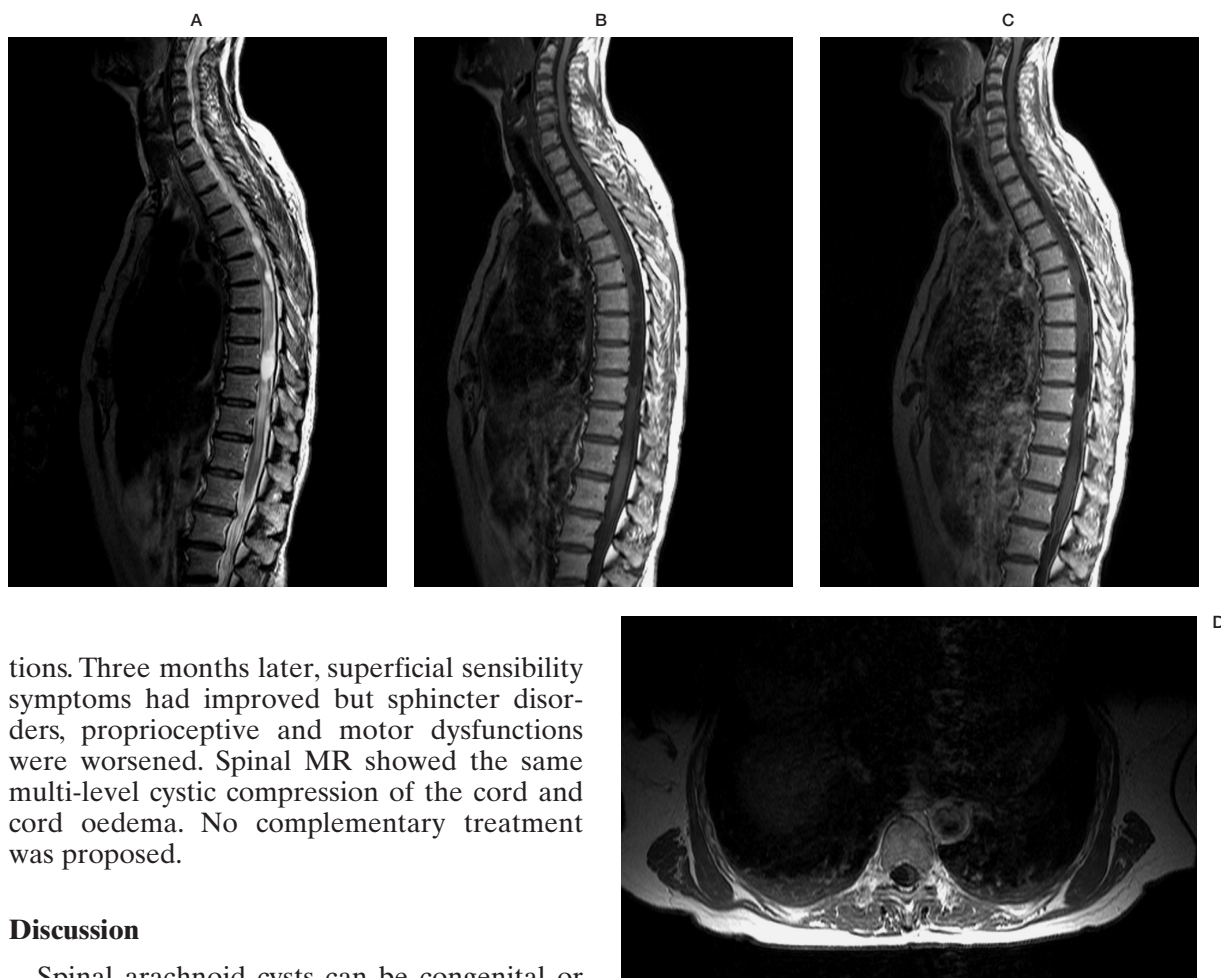 A
B
C
D
tions. Three months later, superficial sensibility
symptoms had improved but sphincter disor-
ders, proprioceptive and motor dysfunctions
were worsened. Spinal MR showed the same
multi-level cystic compression of the cord and
cord oedema. No complementary treatment
was proposed.
Discussion
Spinal arachnoid cysts can be congenital or